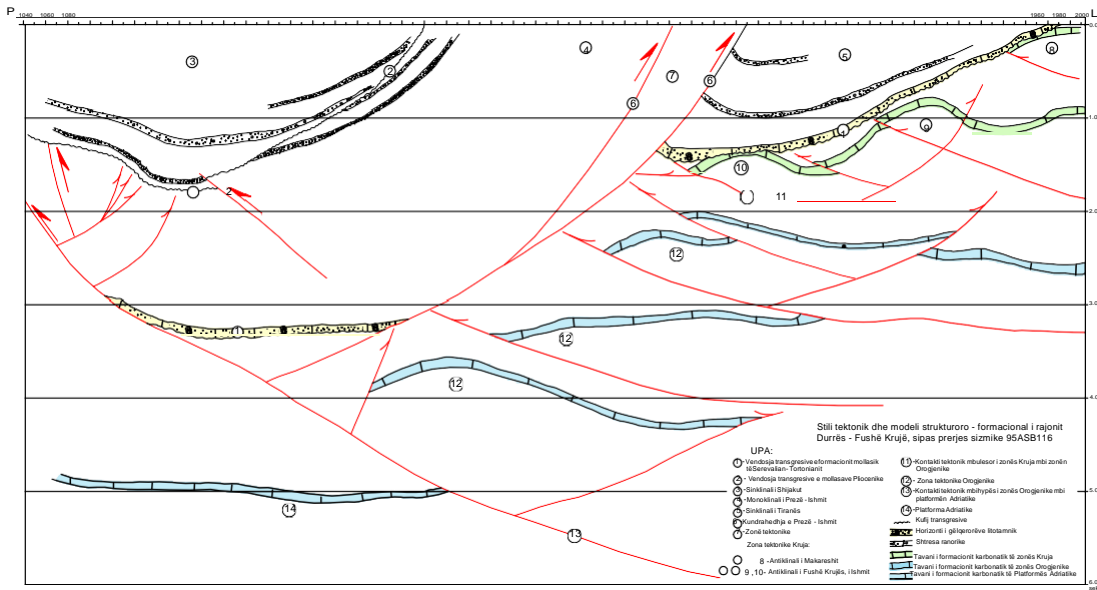 P
L
1040 1060 1080
1960 1980 2000
0.0
1.0
2.0
3.0
4.0
5.0
6.0
sek
3
2
4
7
6
6
5
8
1
9
10
11
2
12
12
12
1
14
13
Stili tektonik dhe modeli strukturoro - formacional i rajonit
Durrës - Fushë Krujë, sipas prerjes sizmike 95ASB116
UPA:
1 - Vendosja transgresive e formacionit mollasik
të Serevalian- Tortonianit
2 - Vendosja transgresive e mollasave Pliocenike
3 -Sinklinali i Shijakut
4 -Monoklinali i Prezë - Ishmit
5 -Sinklinali i Tiranës
6 -Kundrahedhja e Prezë - Ishmit
7 -Zonë tektonike
Zona tektonike Kruja:
8 -Antiklinali i Makareshit
9 ,10- Antiklinali i Fushë Krujës, i Ishmit
11 -Kontakti tektonik mbulesor i zonës Kruja mbi zonën
Orogjenike
12 - Zona tektonike Orogjenike
13 -Kontakti tektonik mbihypës i zonës Orogjenike mbi
platformën Adriatike
14 -Platforma Adriatike
Kufij transgresive
Horizonti i gëlqerorëve litotamnik
Shtresa ranorike
Tavani i formacionit karbonatik të zonës Kruja
Tavani i formacionit karbonatik të zonës Orogjenike
Tavani i formacionit karbonatik të Platformës Adriatike